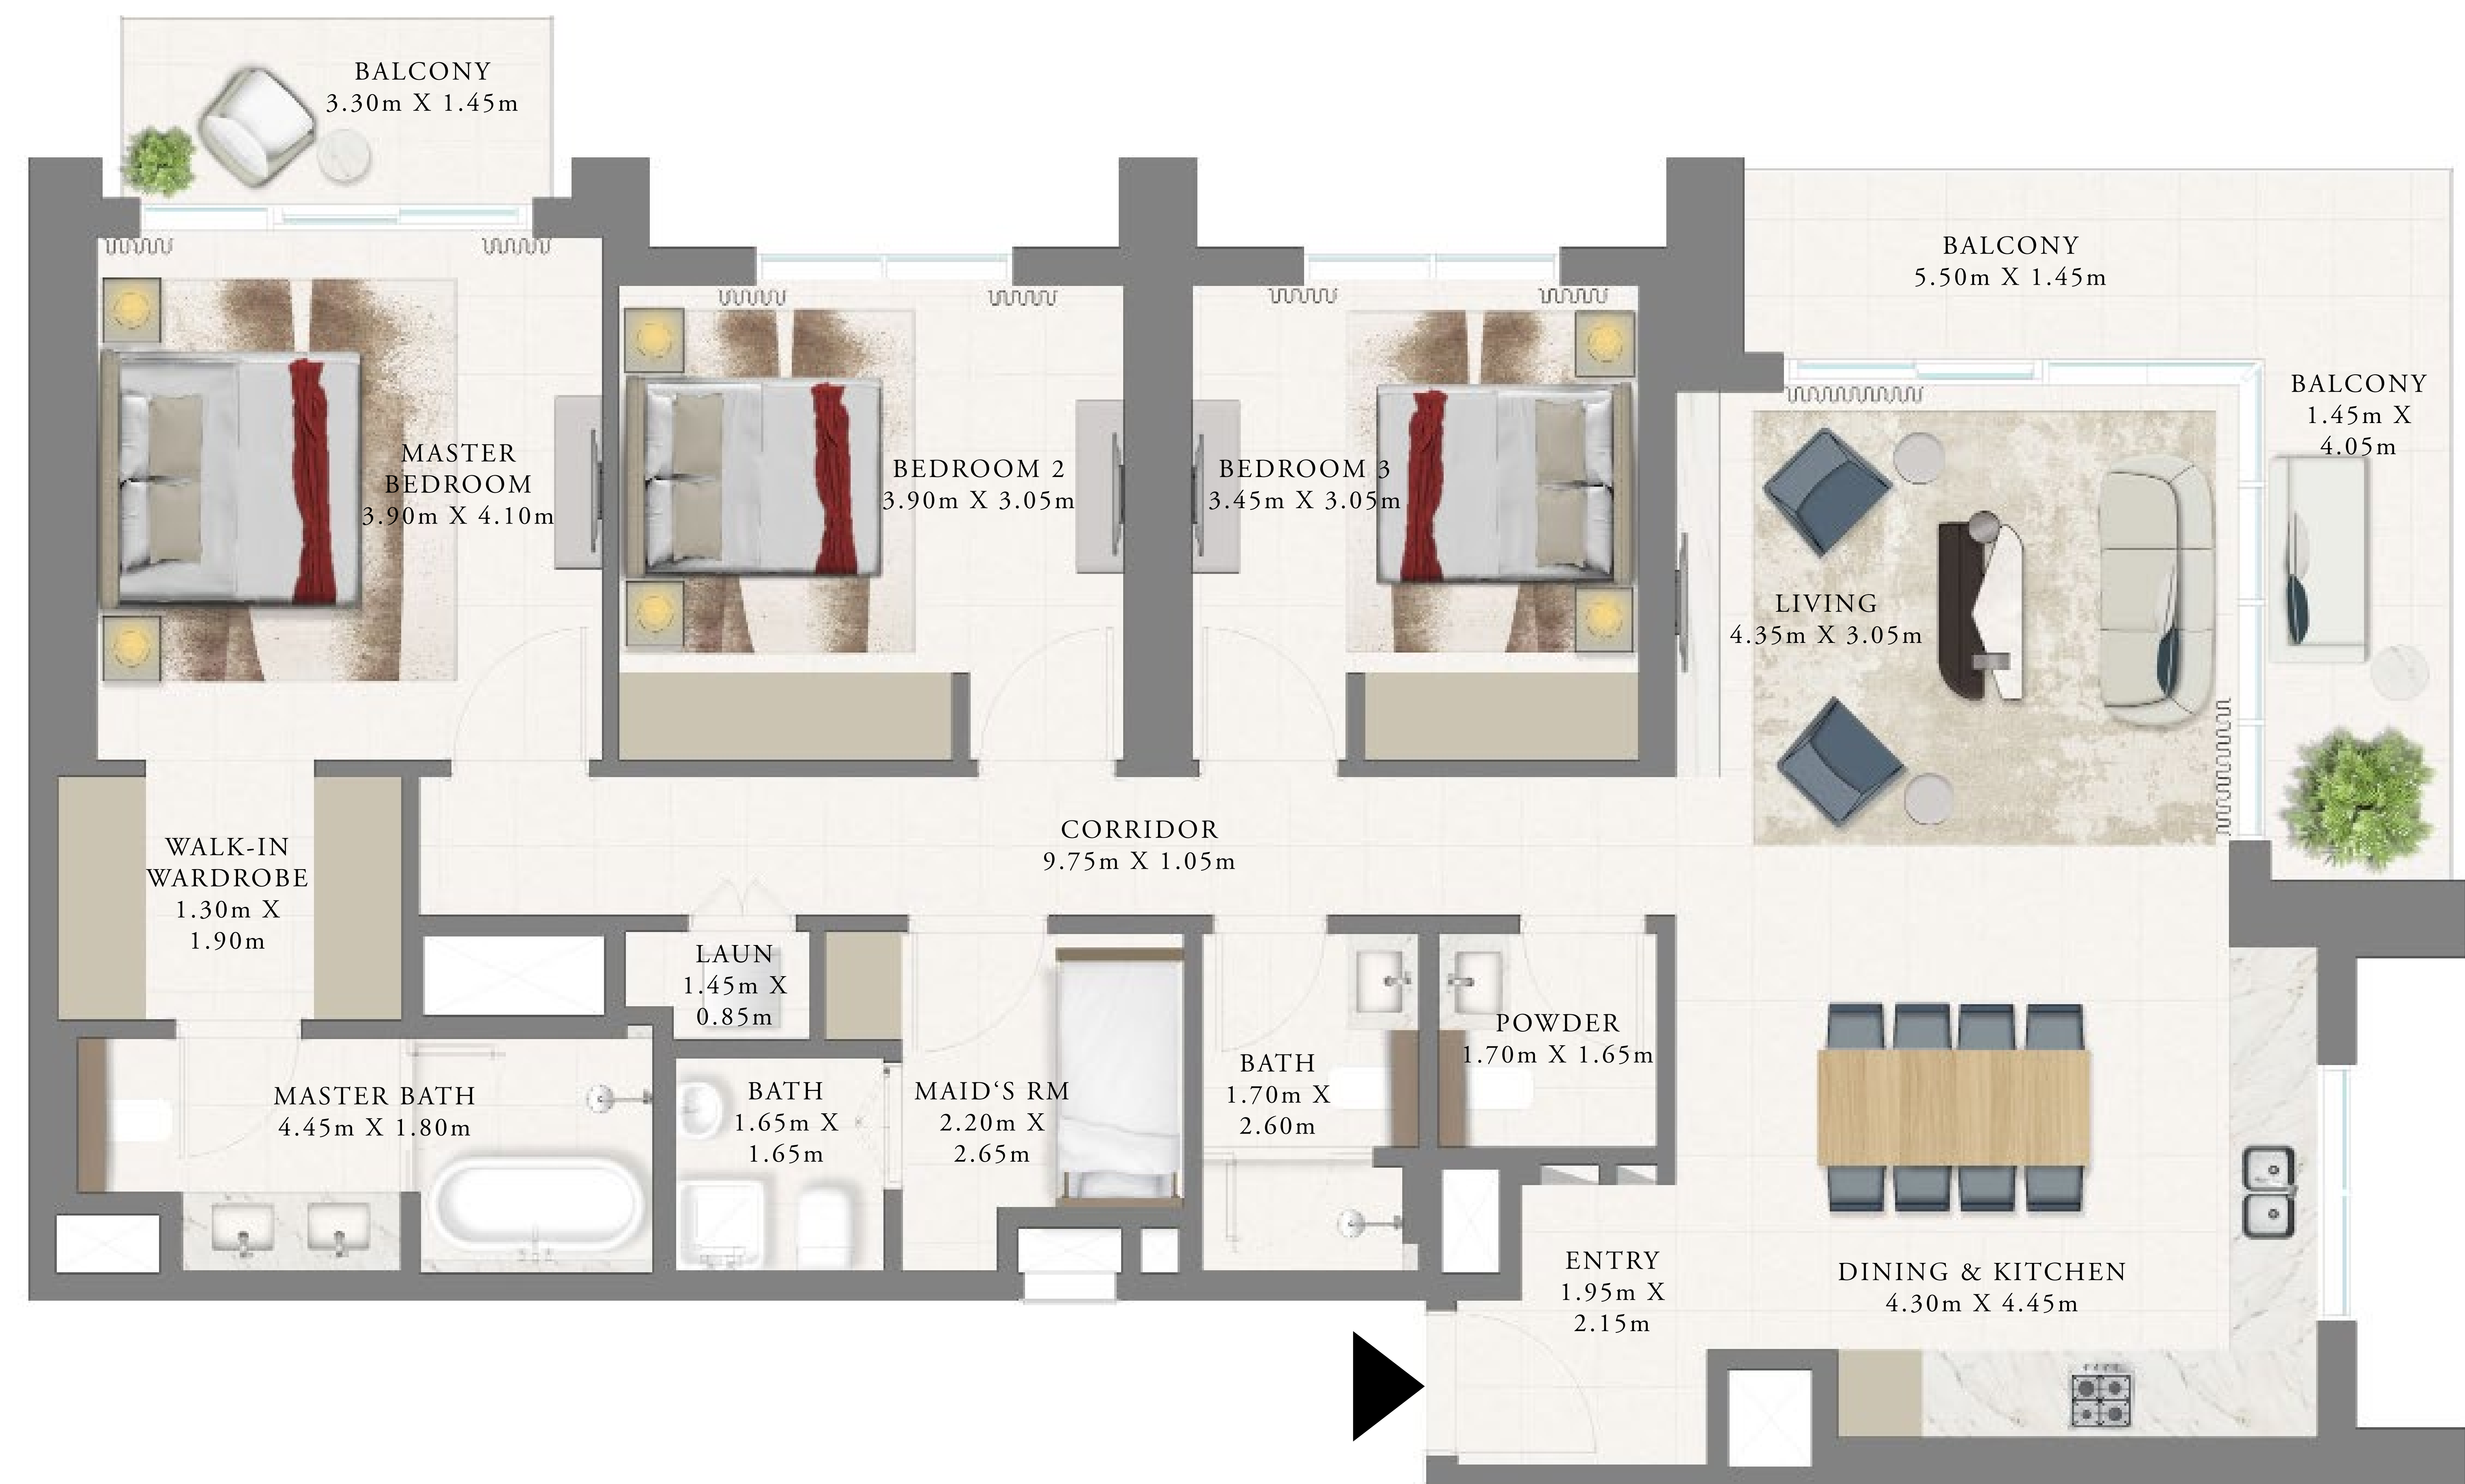 BALCONY
3.30m X 1.45m
BALCONY
5.50m X 1.45m
BALCONY
1.45m X
4.05m
MASTER
BEDROOM
3.90m X 4.10m
BEDROOM 2
3.90m X 3.05m
BEDROOM 3
3.45m X 3.05m
LIVING
4.35m X 3.05m
CORRIDOR
9.75m X 1.05m
WALK-IN
WARDROBE
1.30m X
1.90m
LAUN
1.45m X
0.85m
MASTER BATH
4.45m X 1.80m
BATH
1.65m X
1.65m
MAID‘S RM
2.20m X
2.65m
BATH
1.70m X
2.60m
POWDER
1.70m X 1.65m
ENTRY
1.95m X
2.15m
DINING & KITCHEN
4.30m X 4.45m